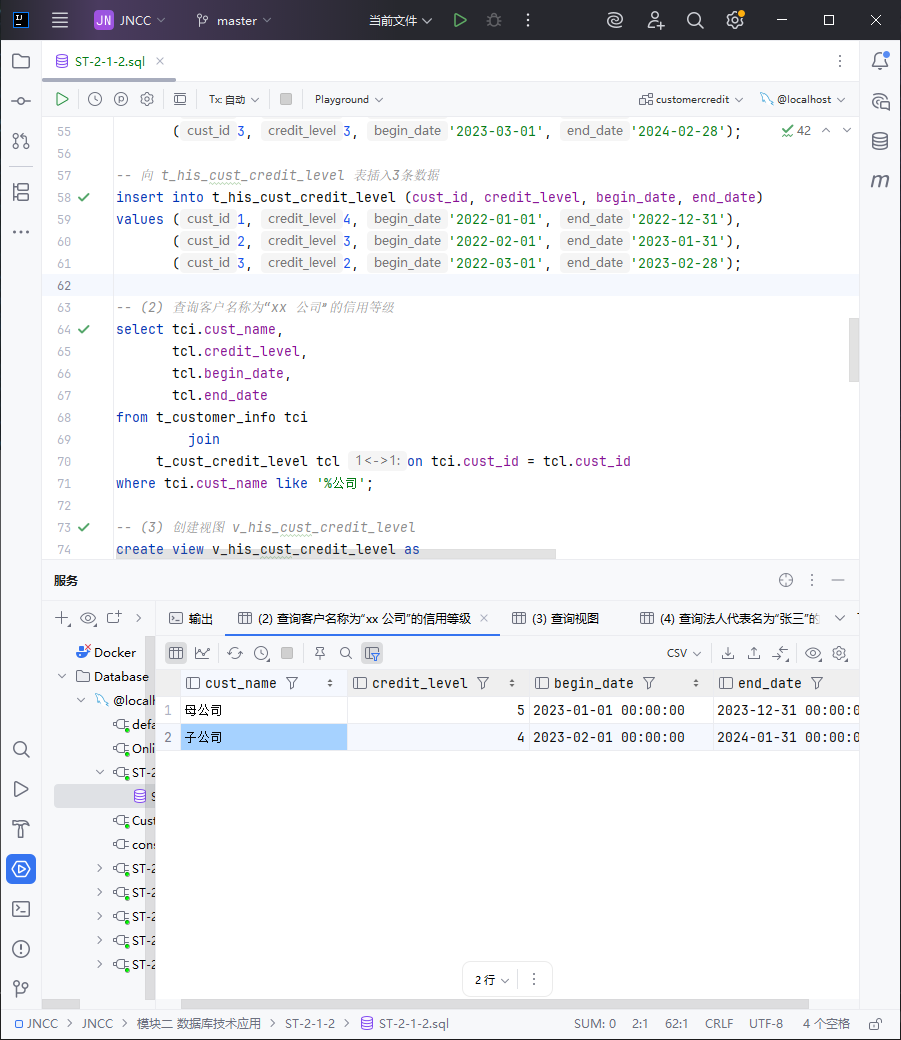 JN JNCC master 当前文件
ST-2-1-2.sql
Tx: 自动 Playground customercredit @localhost
55 ( cust_id 3, credit_level 3, begin_date '2023-03-01', end_date '2024-02-28'); 42
56
57 -- 向 t_his_cust_credit_level 表插入3条数据
58 insert into t_his_cust_credit_level (cust_id, credit_level, begin_date, end_date)
59 values ( cust_id 1, credit_level 4, begin_date '2022-01-01', end_date '2022-12-31'),
60 ( cust_id 2, credit_level 3, begin_date '2022-02-01', end_date '2023-01-31'),
61 ( cust_id 3, credit_level 2, begin_date '2022-03-01', end_date '2023-02-28');
62
63 -- (2) 查询客户名称为“xx 公司”的信用等级
64 select tci.cust_name,
65 tcl.credit_level,
66 tcl.begin_date,
67 tcl.end_date
68 from t_customer_info tci
69 join
70 t_cust_credit_level tcl 1<->1: on tci.cust_id = tcl.cust_id
71 where tci.cust_name like '%公司';
72
73 -- (3) 创建视图 v_his_cust_credit_level
74 create view v_his_cust_credit_level as
服务
输出 (2) 查询客户名称为“xx 公司”的信用等级 (3) 查询视图 (4) 查询法人代表名为“张三”的
Docker
Database
@localh
defa
Onli
ST-2
S
Cust
cons
ST-2
ST-2
ST-2
ST-2
ST-2
CSV
cust_name credit_level begin_date end_date
1 母公司 5 2023-01-01 00:00:00 2023-12-31 00:00:0
2 子公司 4 2023-02-01 00:00:00 2024-01-31 00:00:0
2 行
JNCC > JNCC > 模块二 数据库技术应用 > ST-2-1-2 > ST-2-1-2.sql SUM: 0 2:1 62:1 CRLF UTF-8 4 个空格